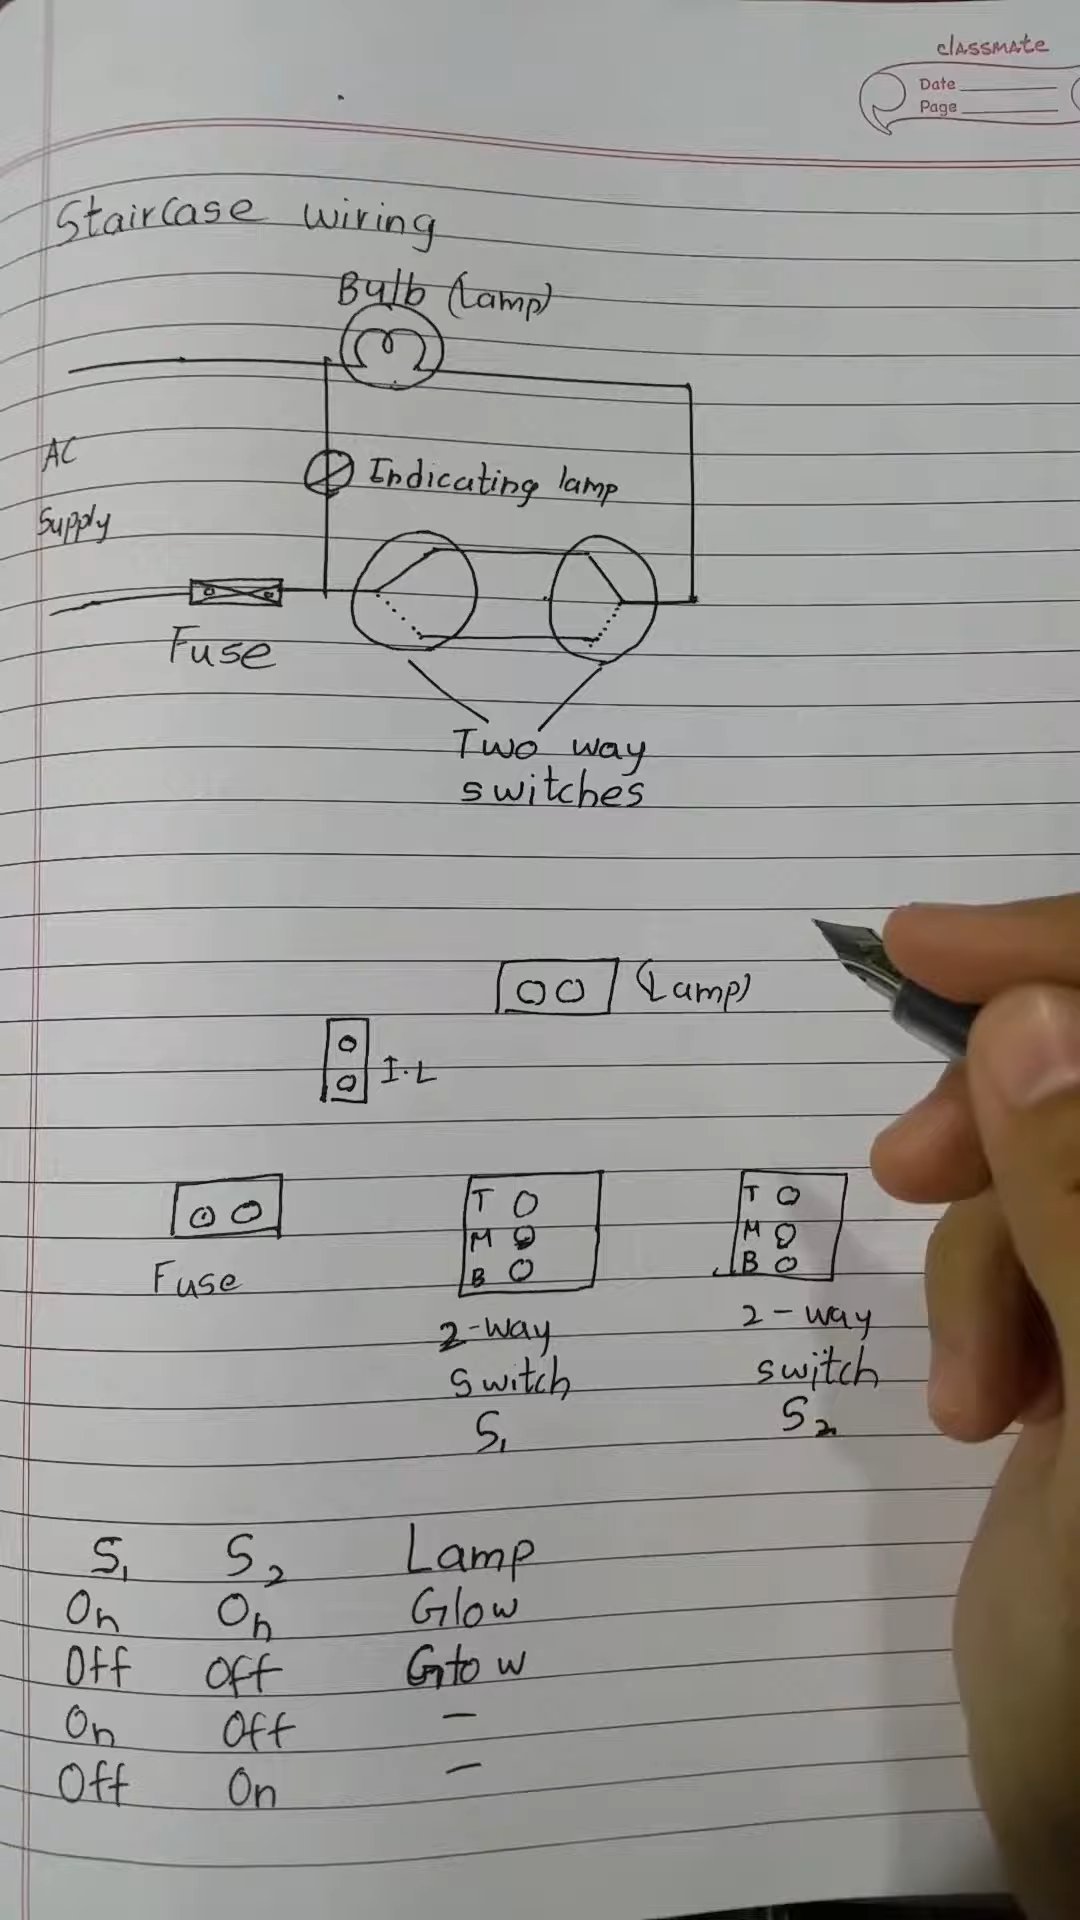 classmate
Date
Page
Staircase wiring
Bulb (Lamp)
AC
Supply
Indicating lamp
Fuse
Two way
switches
(Lamp)
I.L
T
M
B
T
M
B
Fuse
2-way
switch
S₁
2-way
switch
S₂
S₁ S₂ Lamp
On On Glow
Off Off Glow
On Off -
Off On -